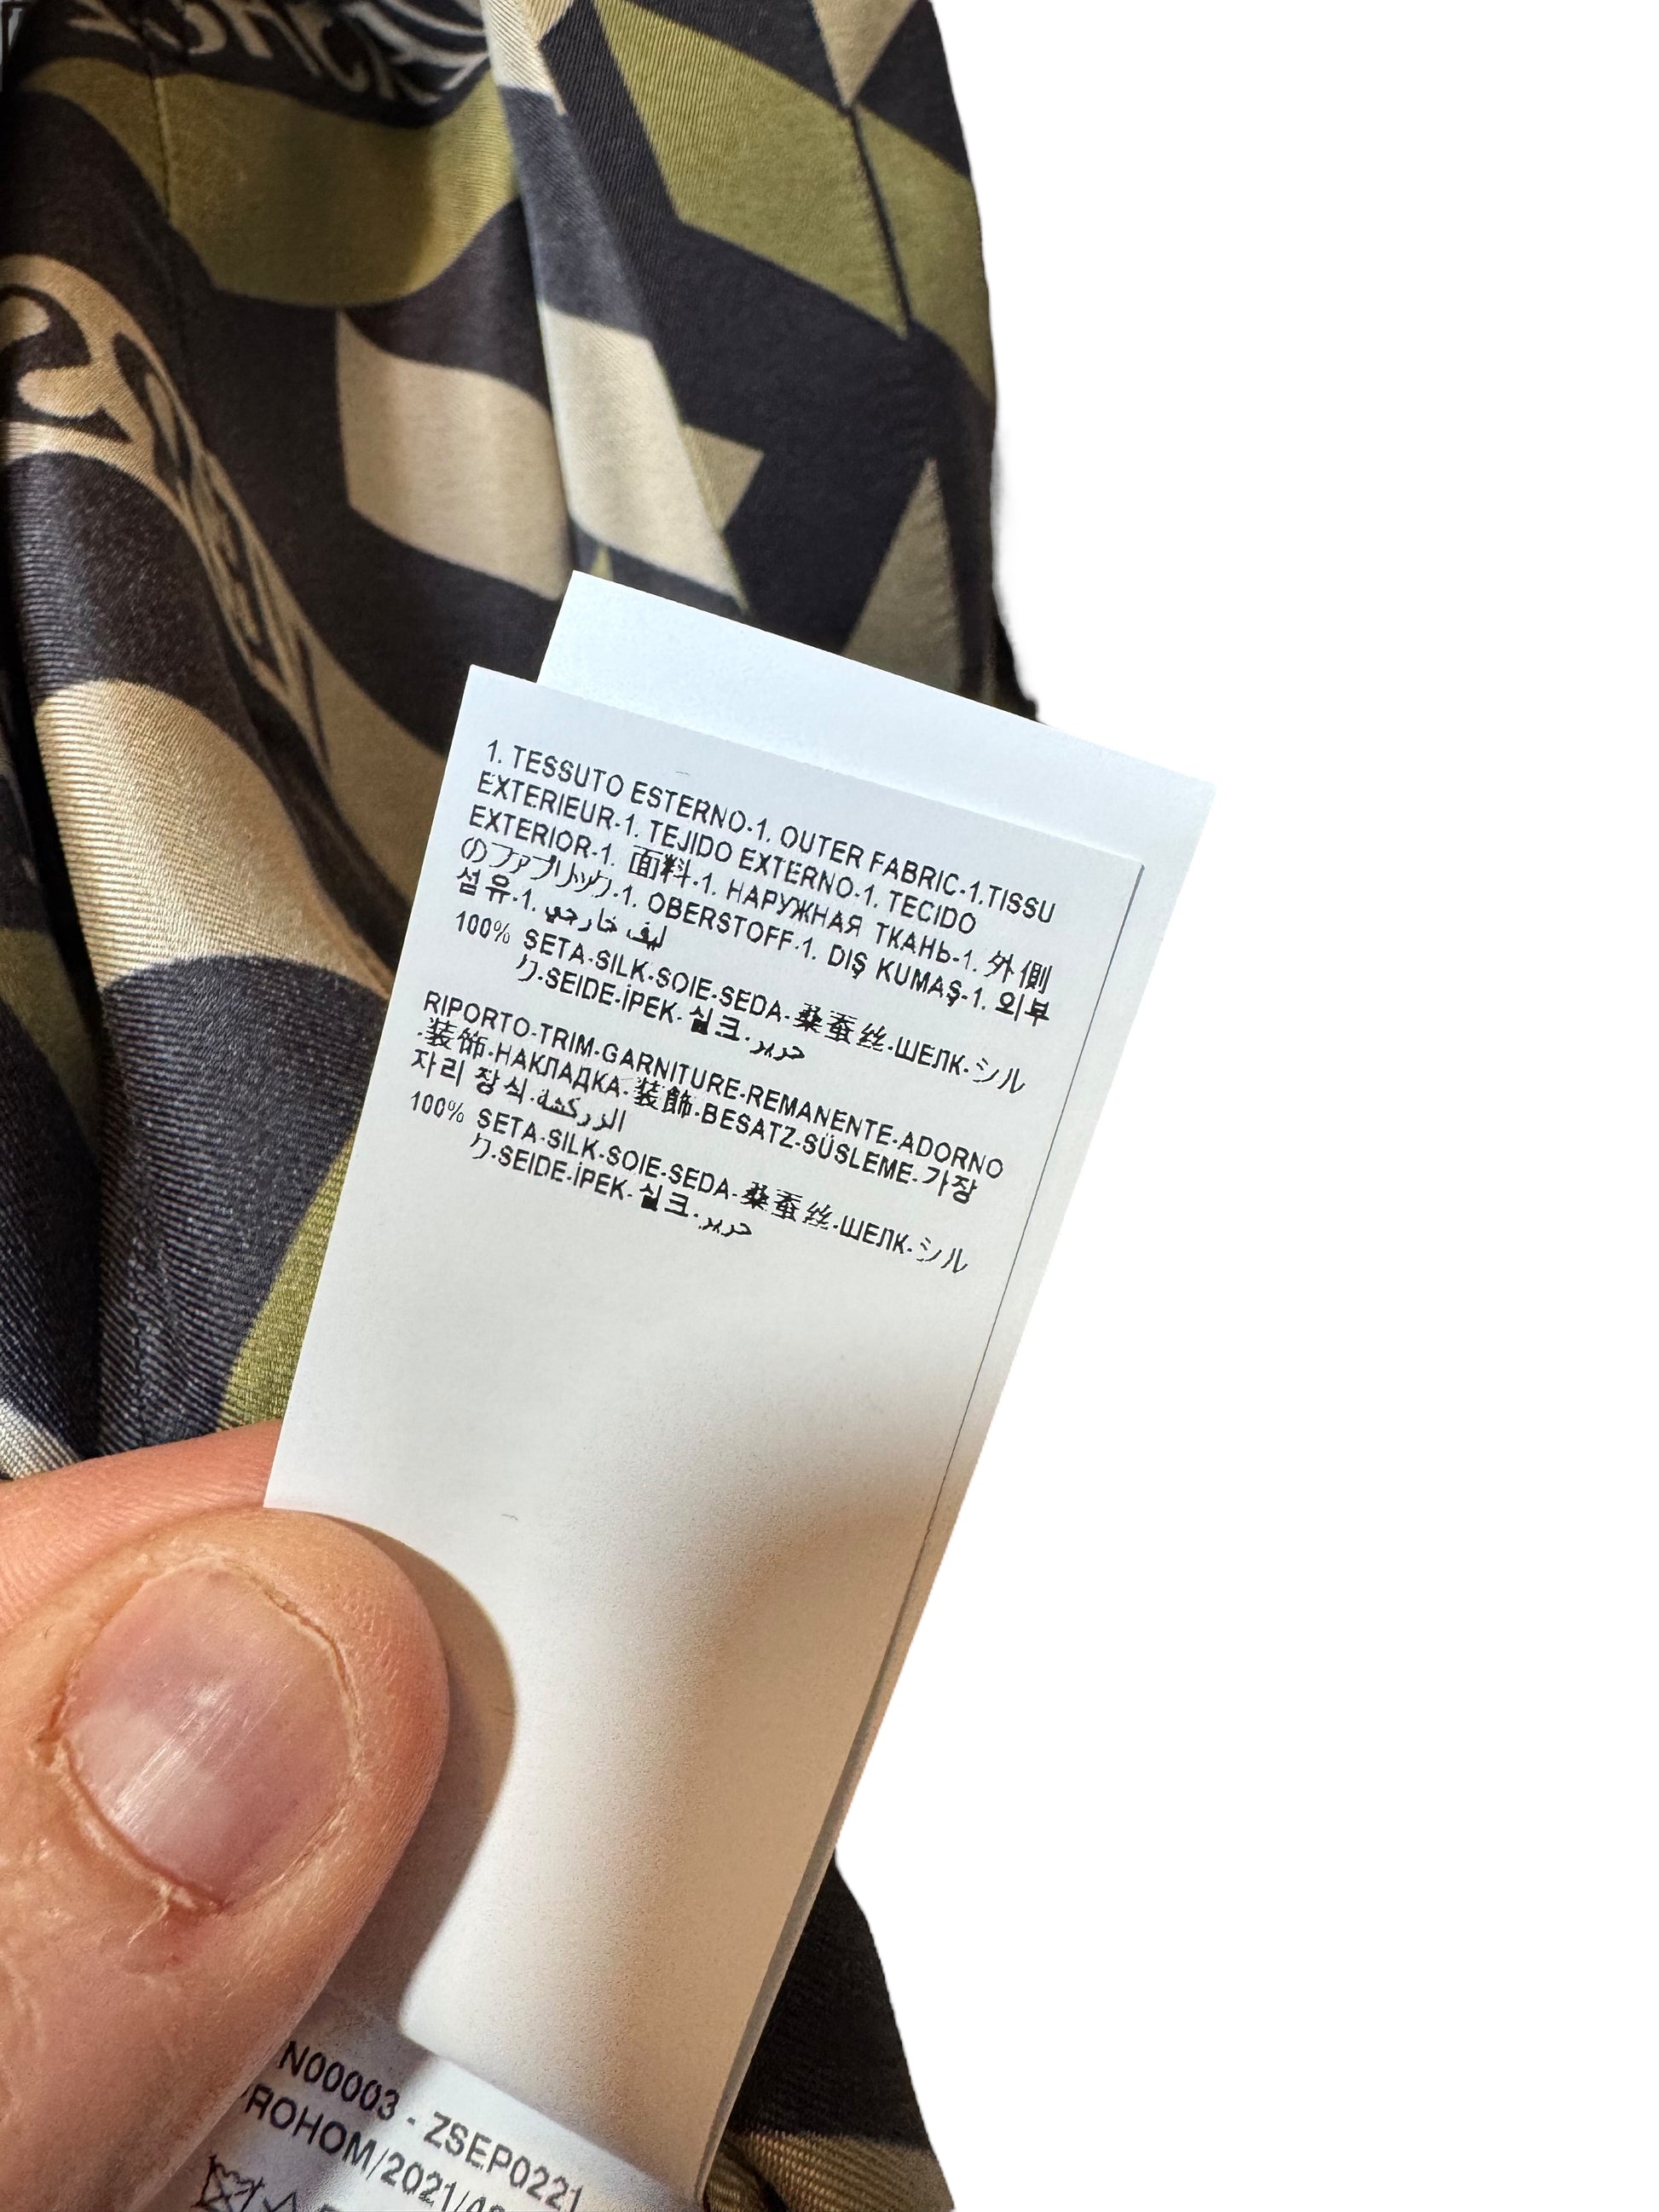 1. TESSUTO ESTERNO-1. OUTER FABRIC-1.TISSU
EXTERIEUR-1. TEJIDO EXTERNO-1. TECIDO
EXTERIOR-1. 面料-1. НАРУЖНАЯ ТКАНЬ-1. 外側
のファブリック-1. OBERSTOFF-1. DIŞ KUMAŞ-1. 외부
섬유-1. ليف خارجي
100% SETA-SILK-SOIE-SEDA-桑蚕丝-ШЕЛК-シル
ク-SEIDE-İPEK-실크-حرير
RIPORTO-TRIM-GARNITURE-REMANENTE-ADORNO
-装饰-НАКЛАДКА-装飾-BESATZ-SÜSLEME-가장
자리 장식-الزركشة
100% SETA-SILK-SOIE-SEDA-桑蚕丝-ШЕЛК-シル
ク-SEIDE-İPEK-실크-حرير
N00003 - ZSEP0221
ROHOM/2021/